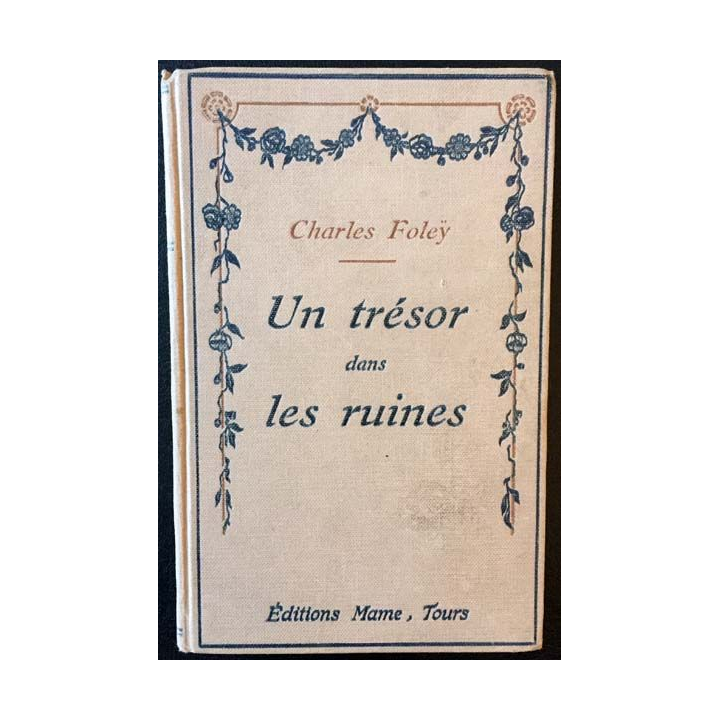 Charles Foleÿ
Un trésor
dans
les ruines
Éditions Mame, Tours